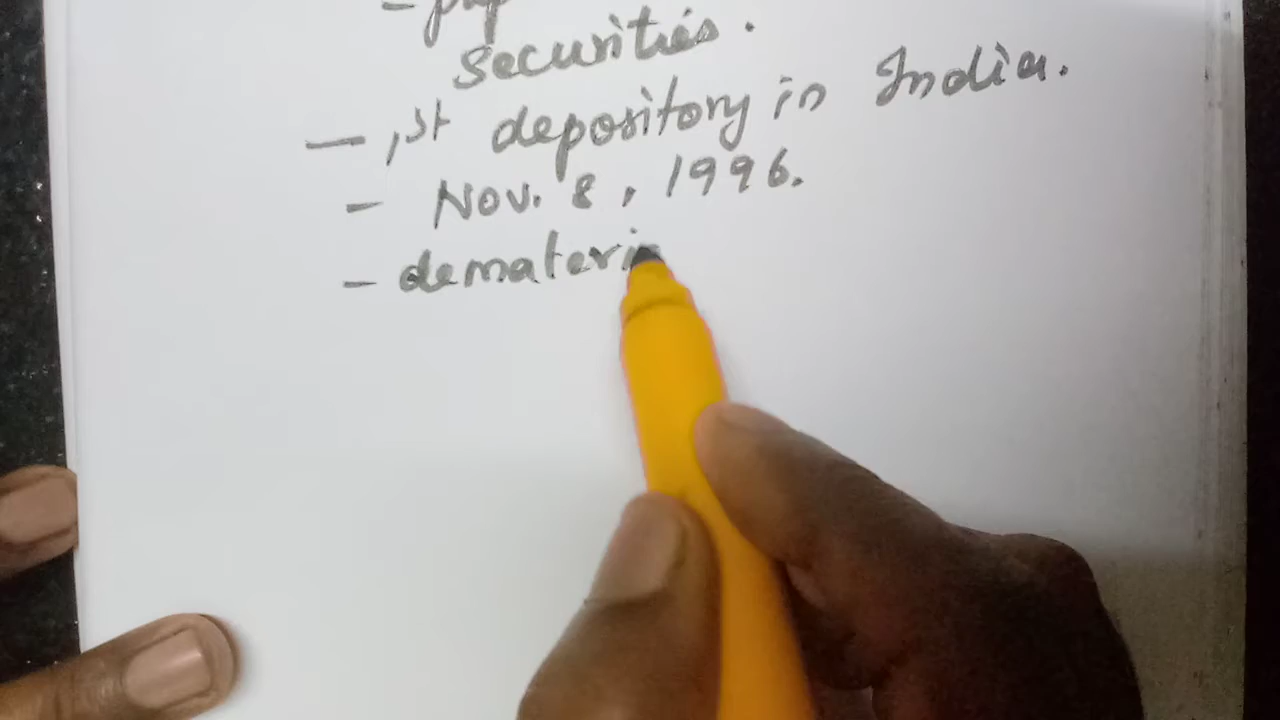 securities.
- 1st depository in India.
- Nov. 8, 1996.
- demateri